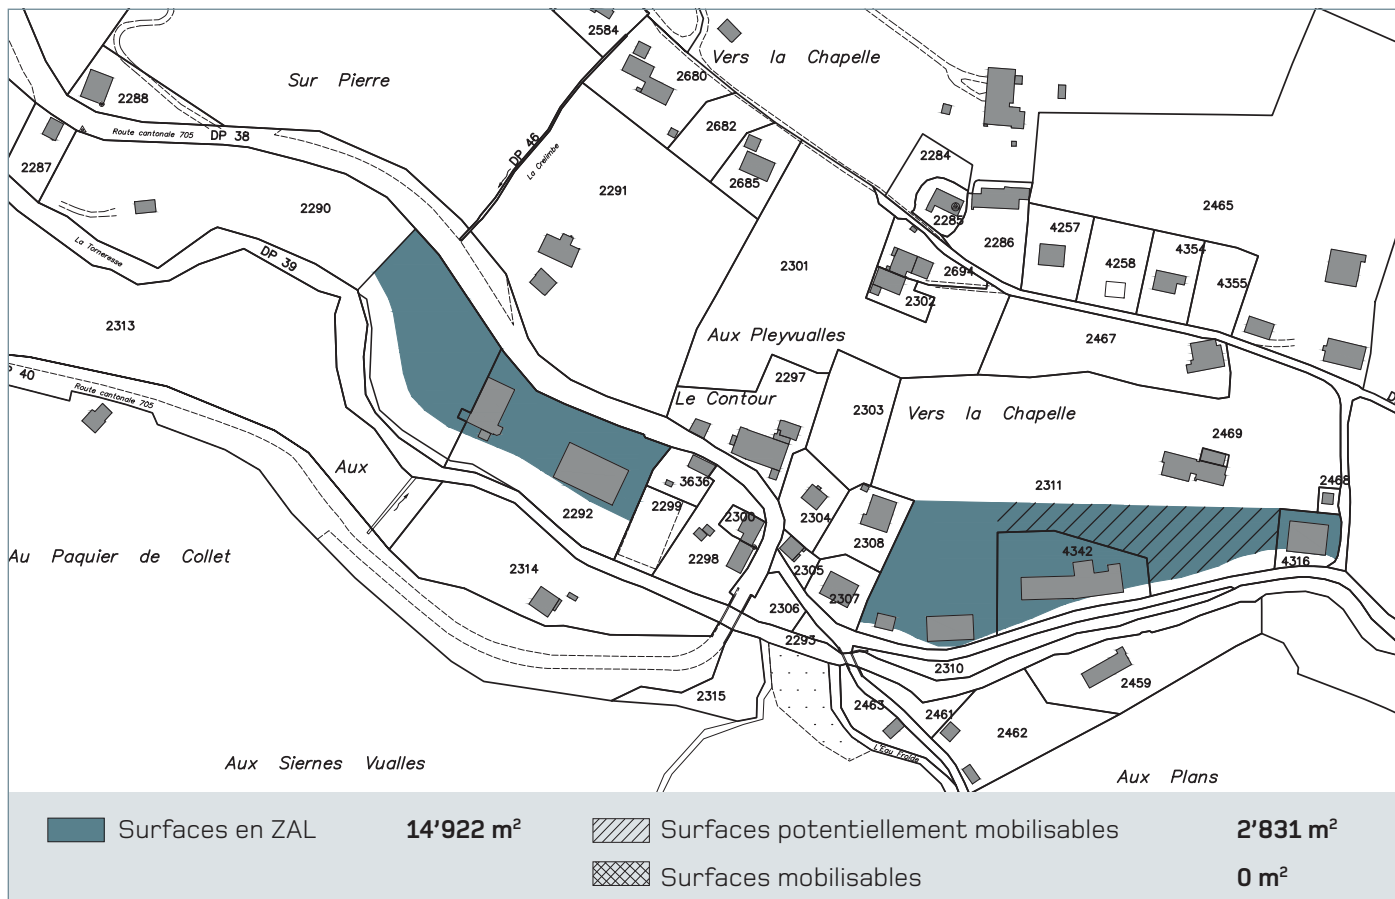 2584
Vers la Chapelle
2680
Sur Pierre
2288
Route cantonale 705
DP 38
DP 46
La Crelimbe
2682
2685
2284
2285
2286
2287
2290
2291
2465
4257
4258
4354
4355
La Torneresse
DP 39
2301
2694
2302
2313
Aux Pleyvualles
2467
40
Route cantonale 705
2297
Le Contour
2303
Vers la Chapelle
2469
Aux
3636
2299
2300
2304
2311
2468
2292
2308
4342
4316
Au Paquier de Collet
2314
2298
2305
2307
2306
2293
2310
2315
2463
2461
2459
2462
L'Eau Froide
Aux Siernes Vualles
Aux Plans
Surfaces en ZAL 14'922 m²
Surfaces potentiellement mobilisables 2'831 m²
Surfaces mobilisables 0 m²